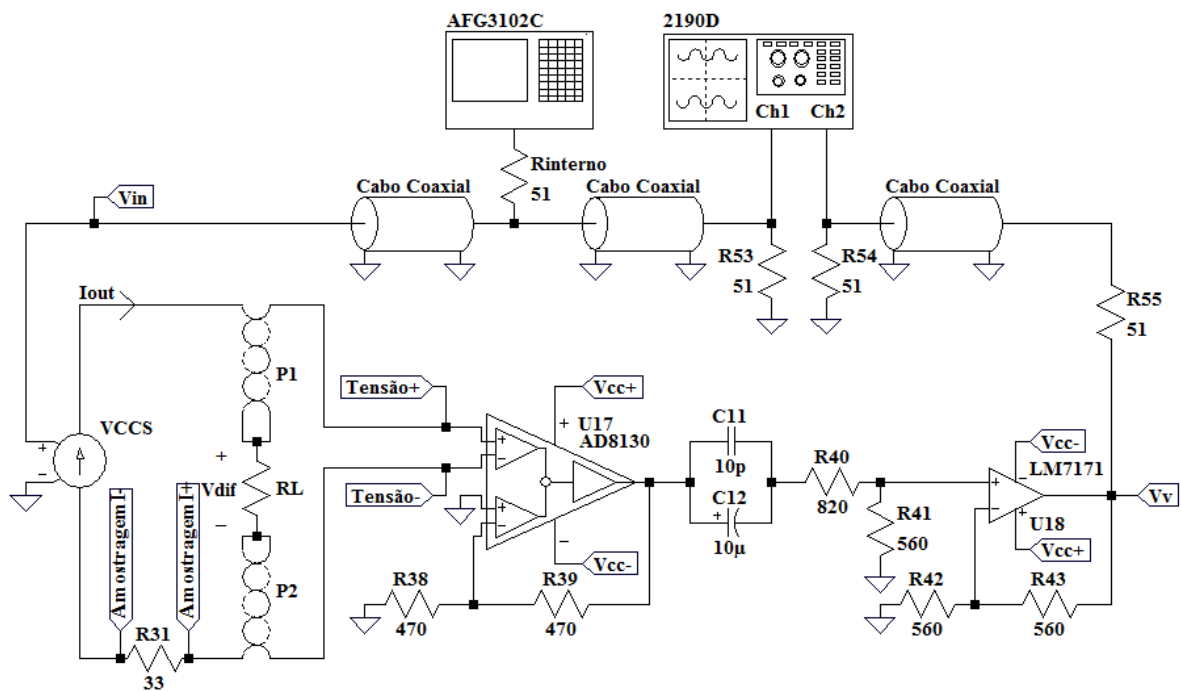 AFG3102C
2190D
Ch1
Ch2
Rinterno
51
Cabo Coaxial
Cabo Coaxial
Cabo Coaxial
Vin
R53
51
R54
51
R55
51
Iout
P1
Tensão+
Vcc+
U17
AD8130
C11
10p
VCCS
+
-
+
Vdif
-
RL
Tensão-
C12
+
10µ
R40
820
Vcc-
LM7171
Vv
U18
Vcc+
R41
560
Amostragem I-
Amostragem I+
P2
Vcc-
R38
470
R39
470
R42
560
R43
560
R31
33